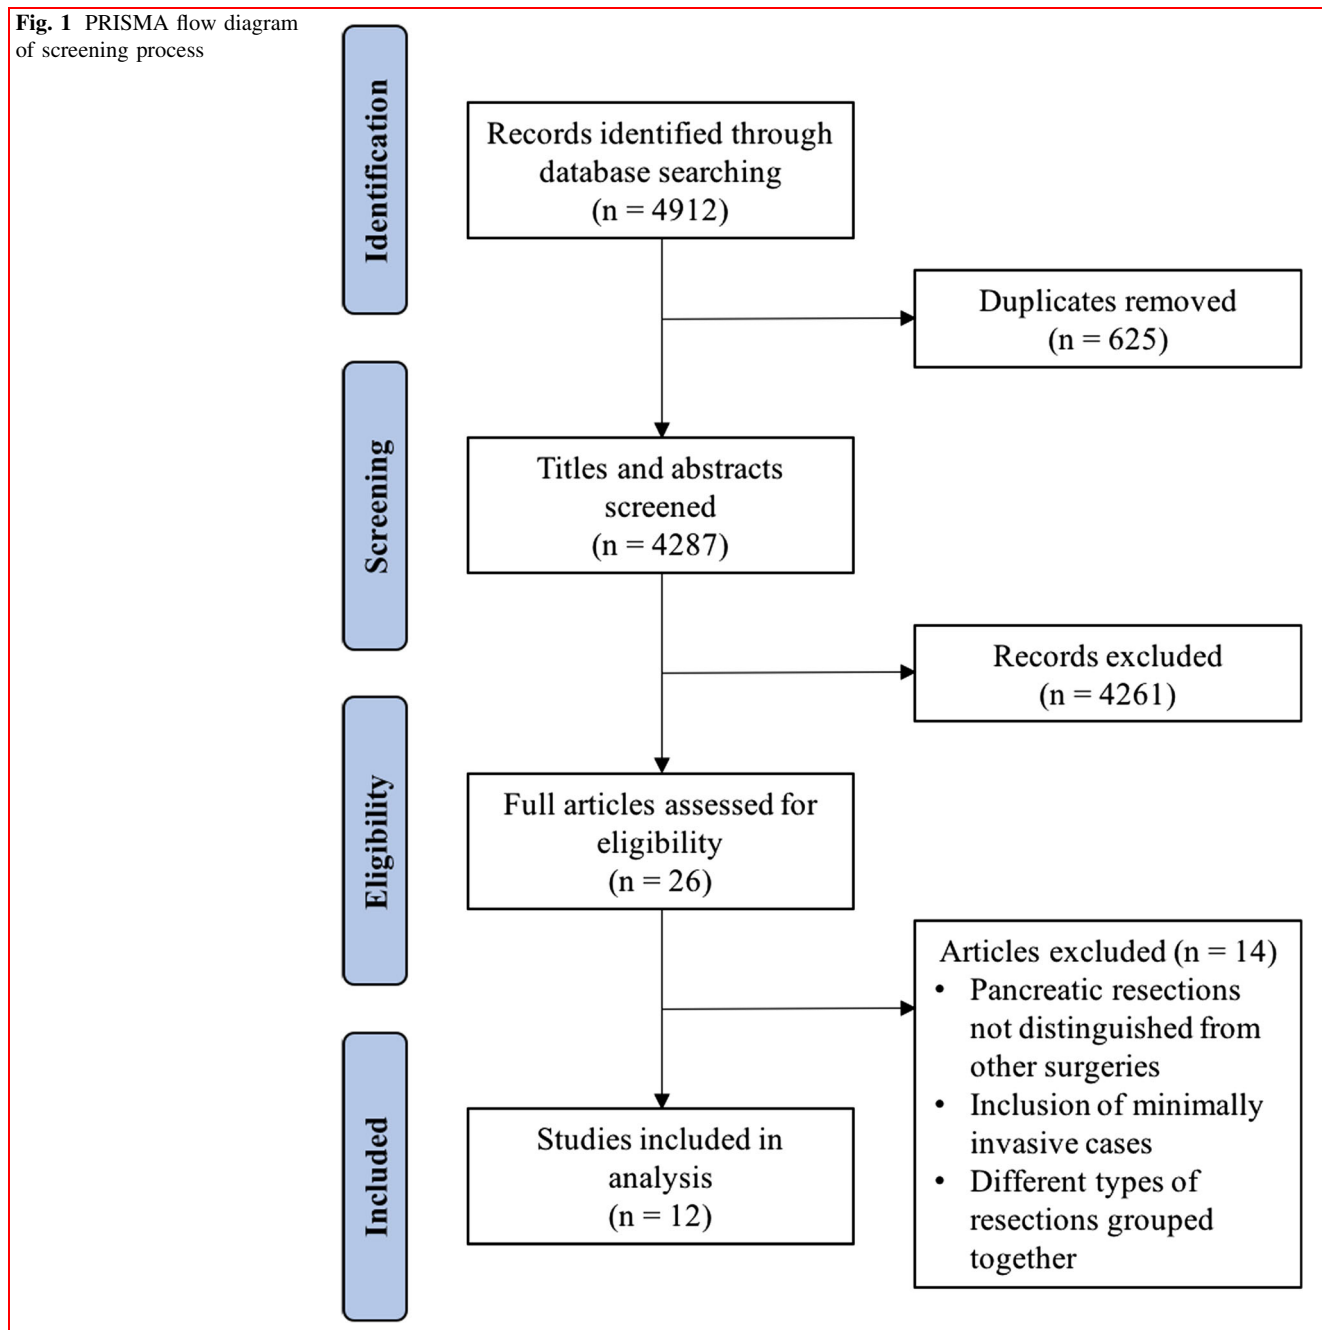 Fig. 1 PRISMA flow diagram
of screening process
Identification
Records identified through
database searching
(n = 4912)
Duplicates removed
(n = 625)
Screening
Titles and abstracts
screened
(n = 4287)
Records excluded
(n = 4261)
Eligibility
Full articles assessed for
eligibility
(n = 26)
Articles excluded (n = 14)
• Pancreatic resections
not distinguished from
other surgeries
• Inclusion of minimally
invasive cases
• Different types of
resections grouped
together
Included
Studies included in
analysis
(n = 12)